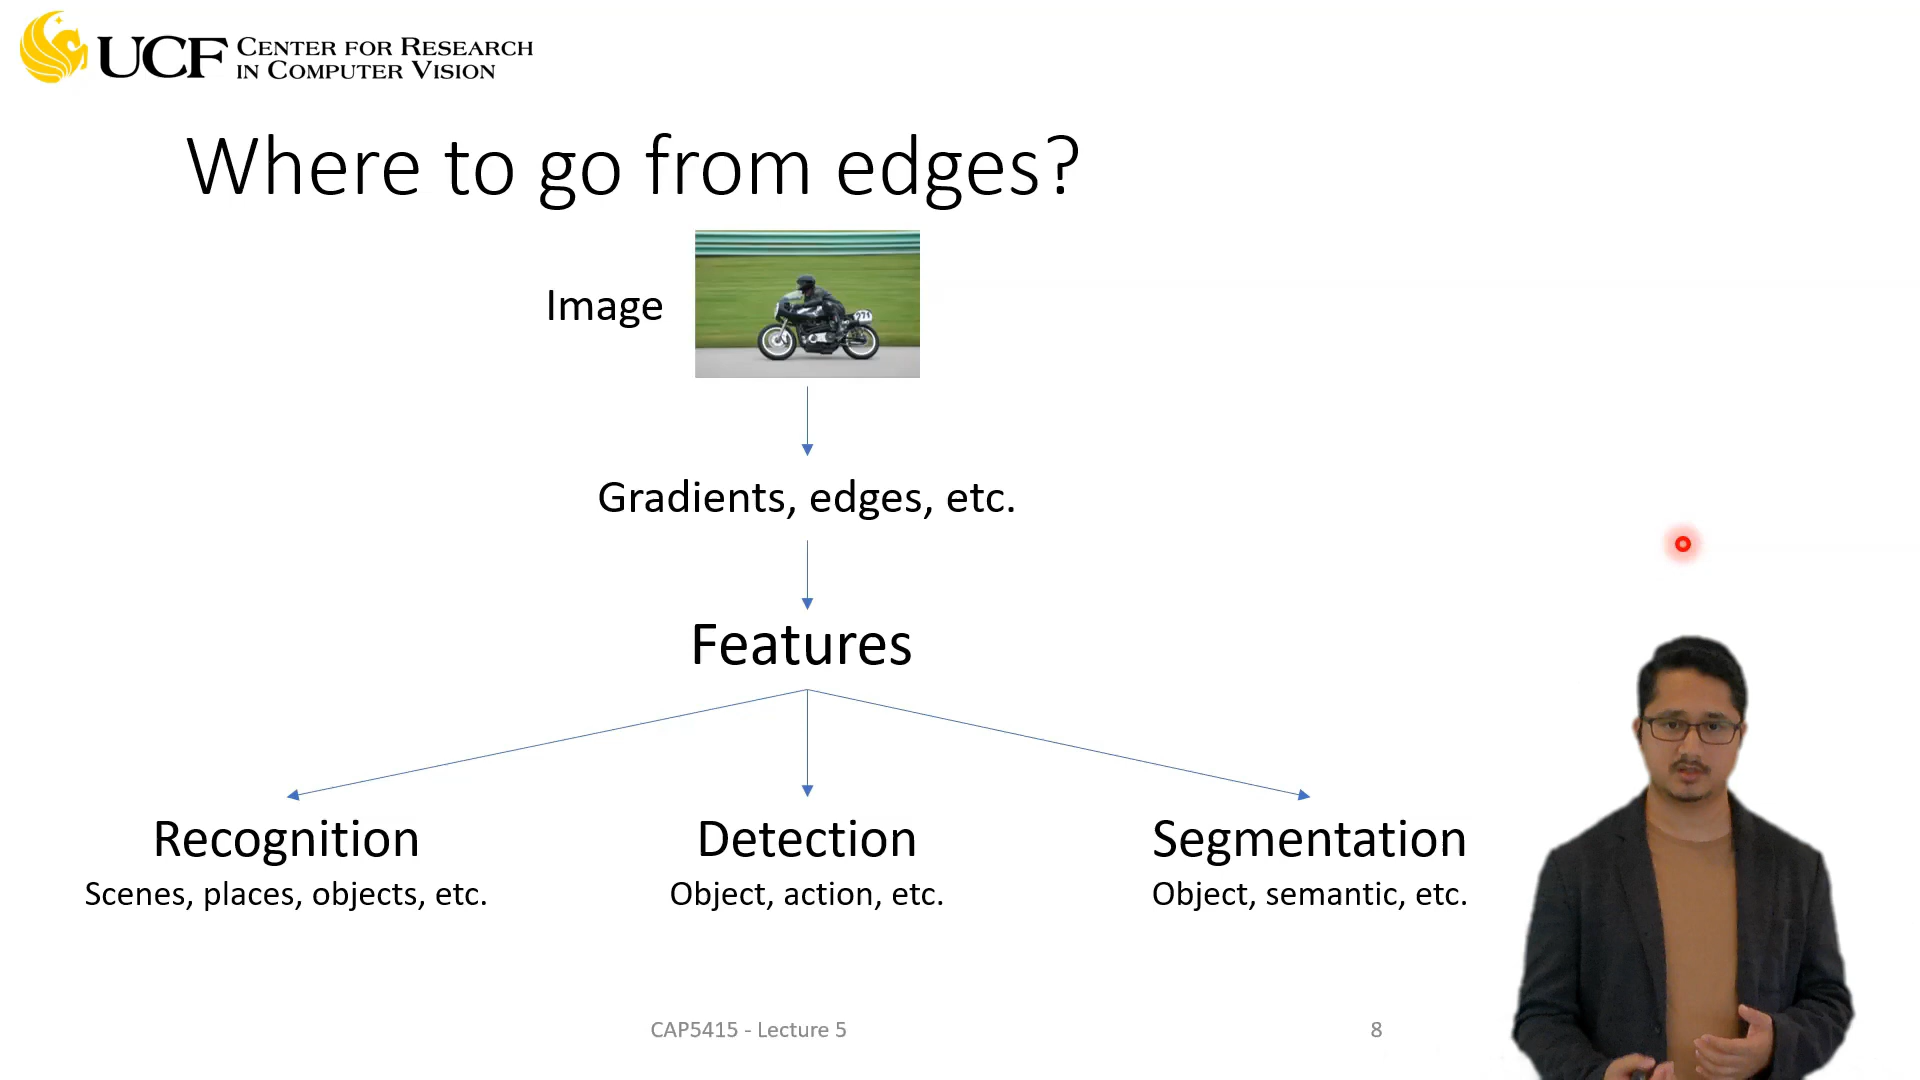 UCF CENTER FOR RESEARCH
IN COMPUTER VISION
Where to go from edges?
Image
271
Gradients, edges, etc.
Features
Recognition
Detection
Segmentation
Scenes, places, objects, etc.
Object, action, etc.
Object, semantic, etc.
CAP5415 - Lecture 5
8